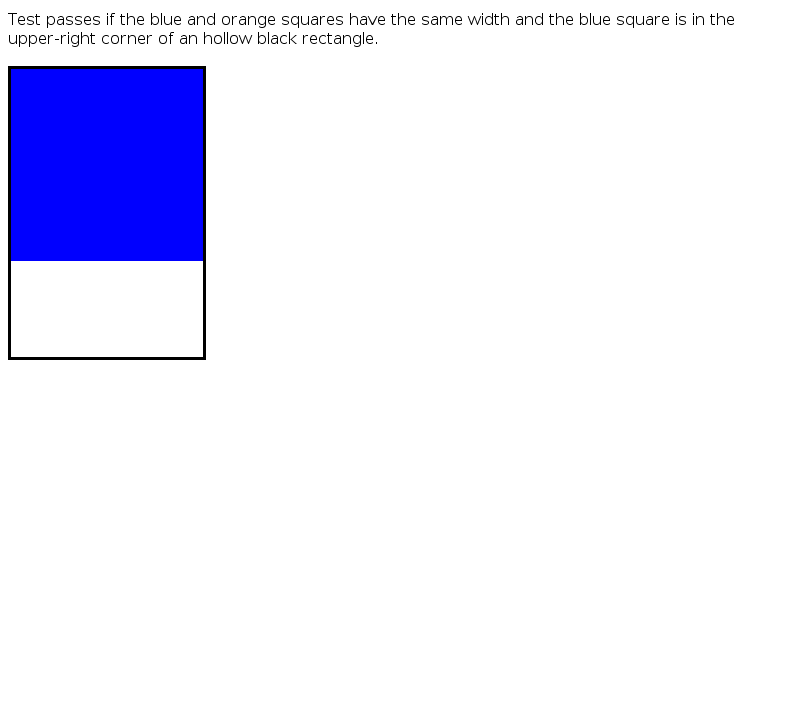 Test passes if the blue and orange squares have the same width and the blue square is in the
upper-right corner of an hollow black rectangle.